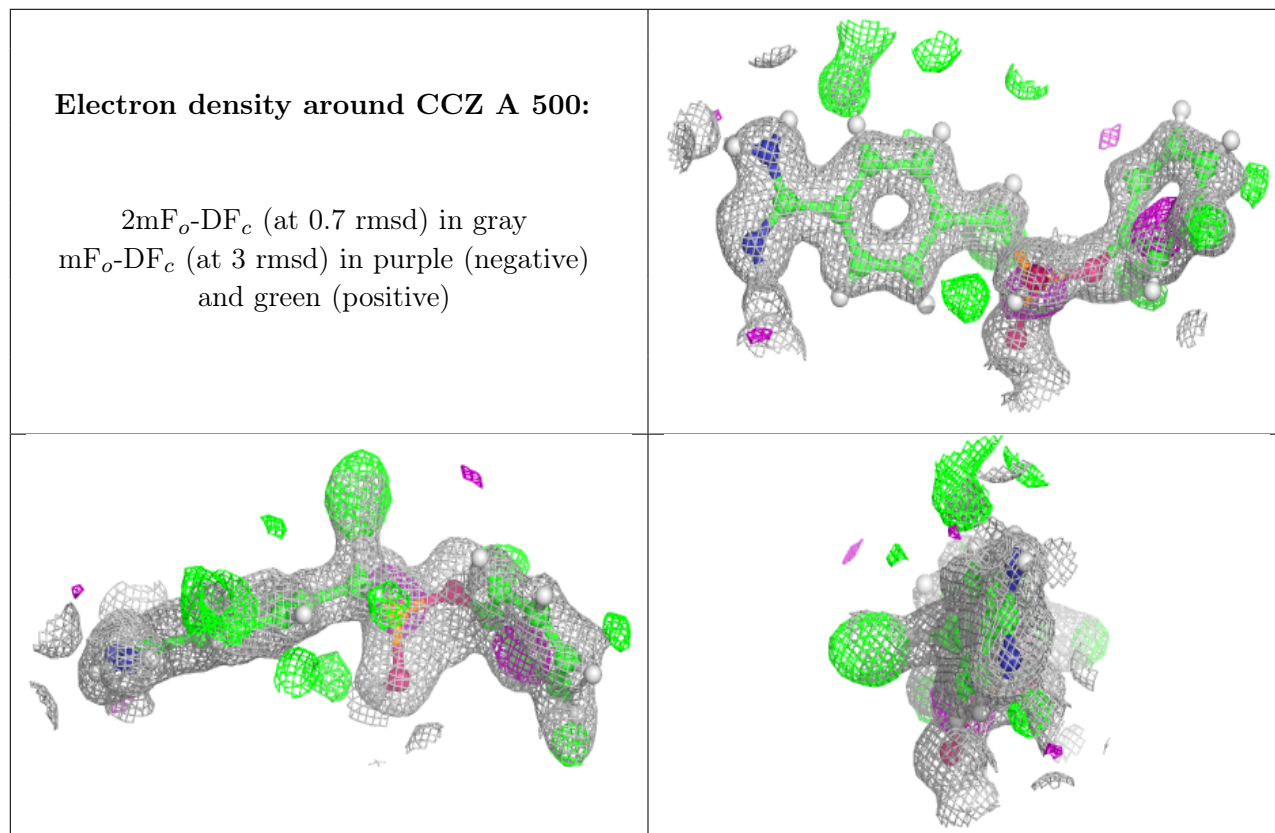 Electron density around CCZ A 500:
2mFo-DFc (at 0.7 rmsd) in gray
mFo-DFc (at 3 rmsd) in purple (negative)
and green (positive)